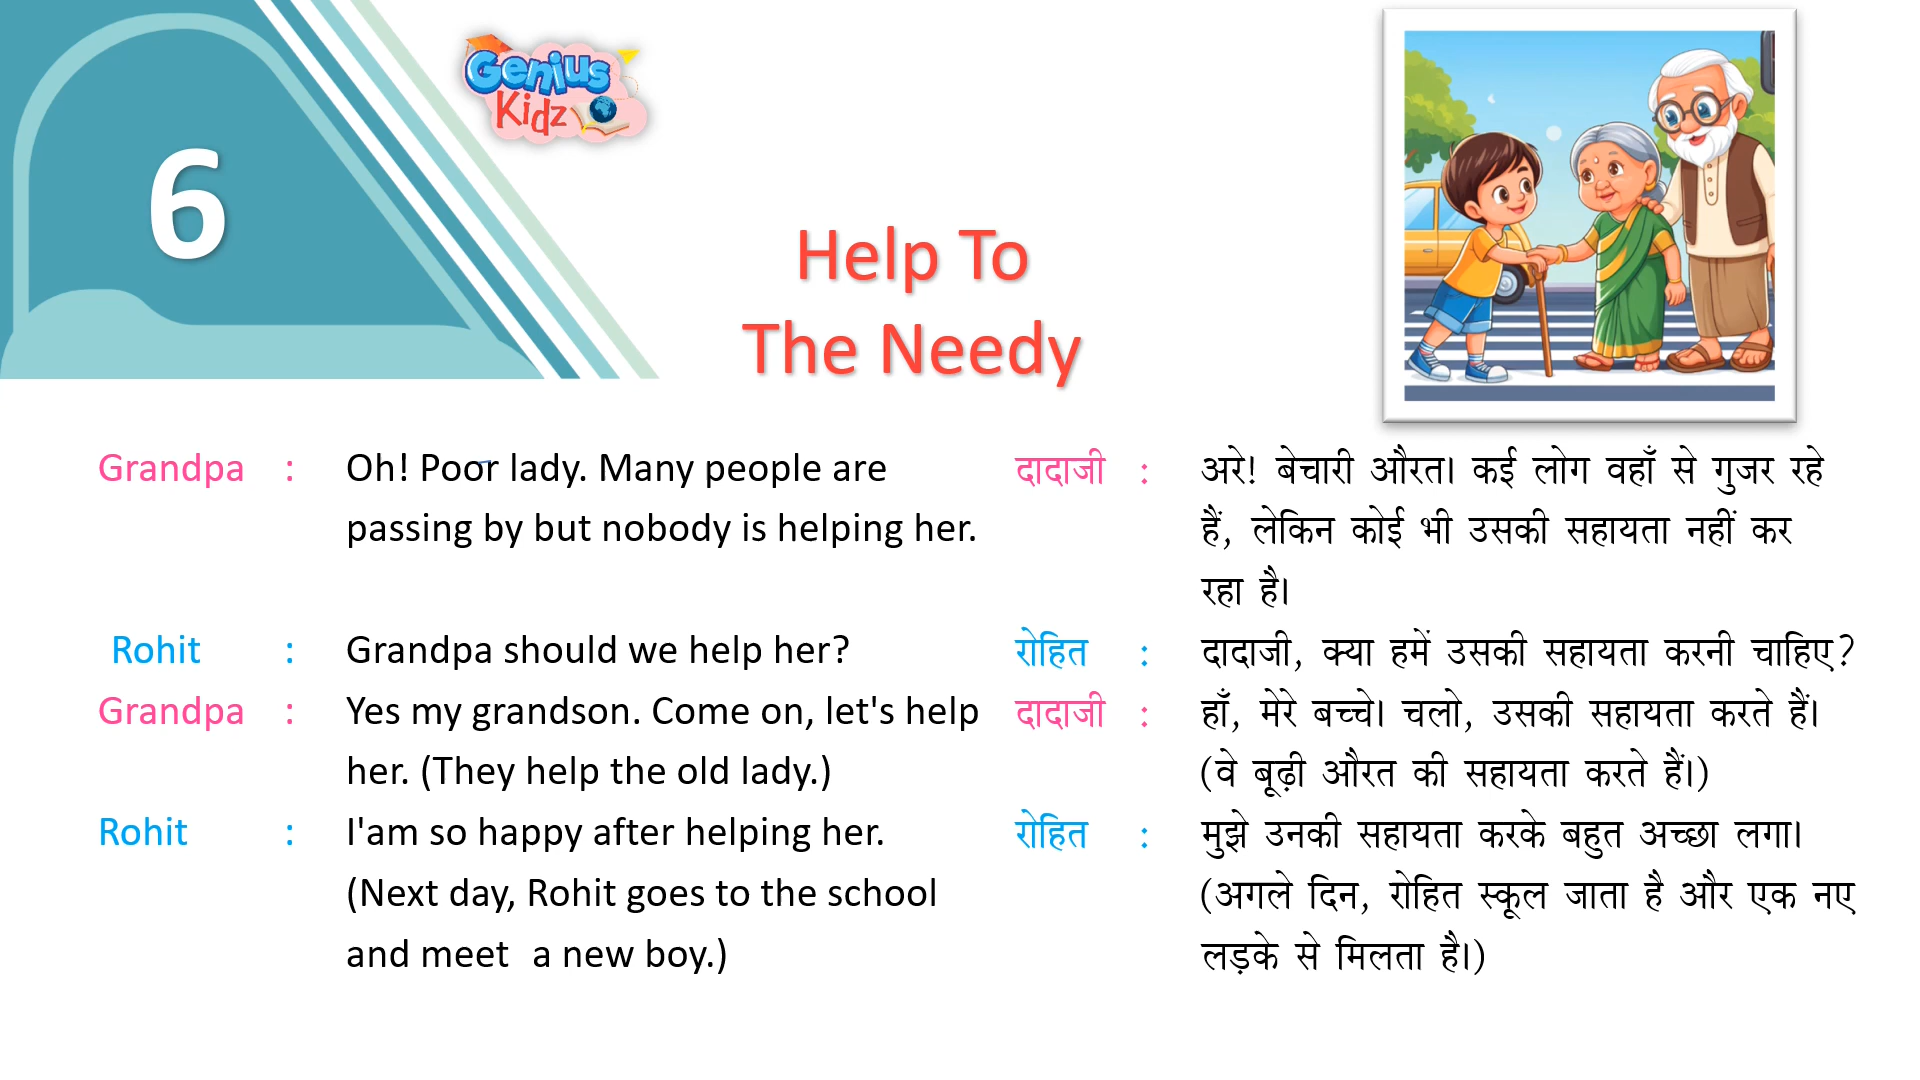 6
Genius
Kidz
Help To
The Needy
Grandpa : Oh! Poor lady. Many people are
passing by but nobody is helping her.
Rohit : Grandpa should we help her?
Grandpa : Yes my grandson. Come on, let's help
her. (They help the old lady.)
Rohit : I'am so happy after helping her.
(Next day, Rohit goes to the school
and meet a new boy.)
दादाजी : अरे! बेचारी औरत। कई लोग वहाँ से गुजर रहे
हैं, लेकिन कोई भी उसकी सहायता नहीं कर
रहा है।
रोहित : दादाजी, क्या हमें उसकी सहायता करनी चाहिए?
दादाजी : हाँ, मेरे बच्चे। चलो, उसकी सहायता करते हैं।
(वे बूढ़ी औरत की सहायता करते हैं।)
रोहित : मुझे उनकी सहायता करके बहुत अच्छा लगा।
(अगले दिन, रोहित स्कूल जाता है और एक नए
लड़के से मिलता है।)